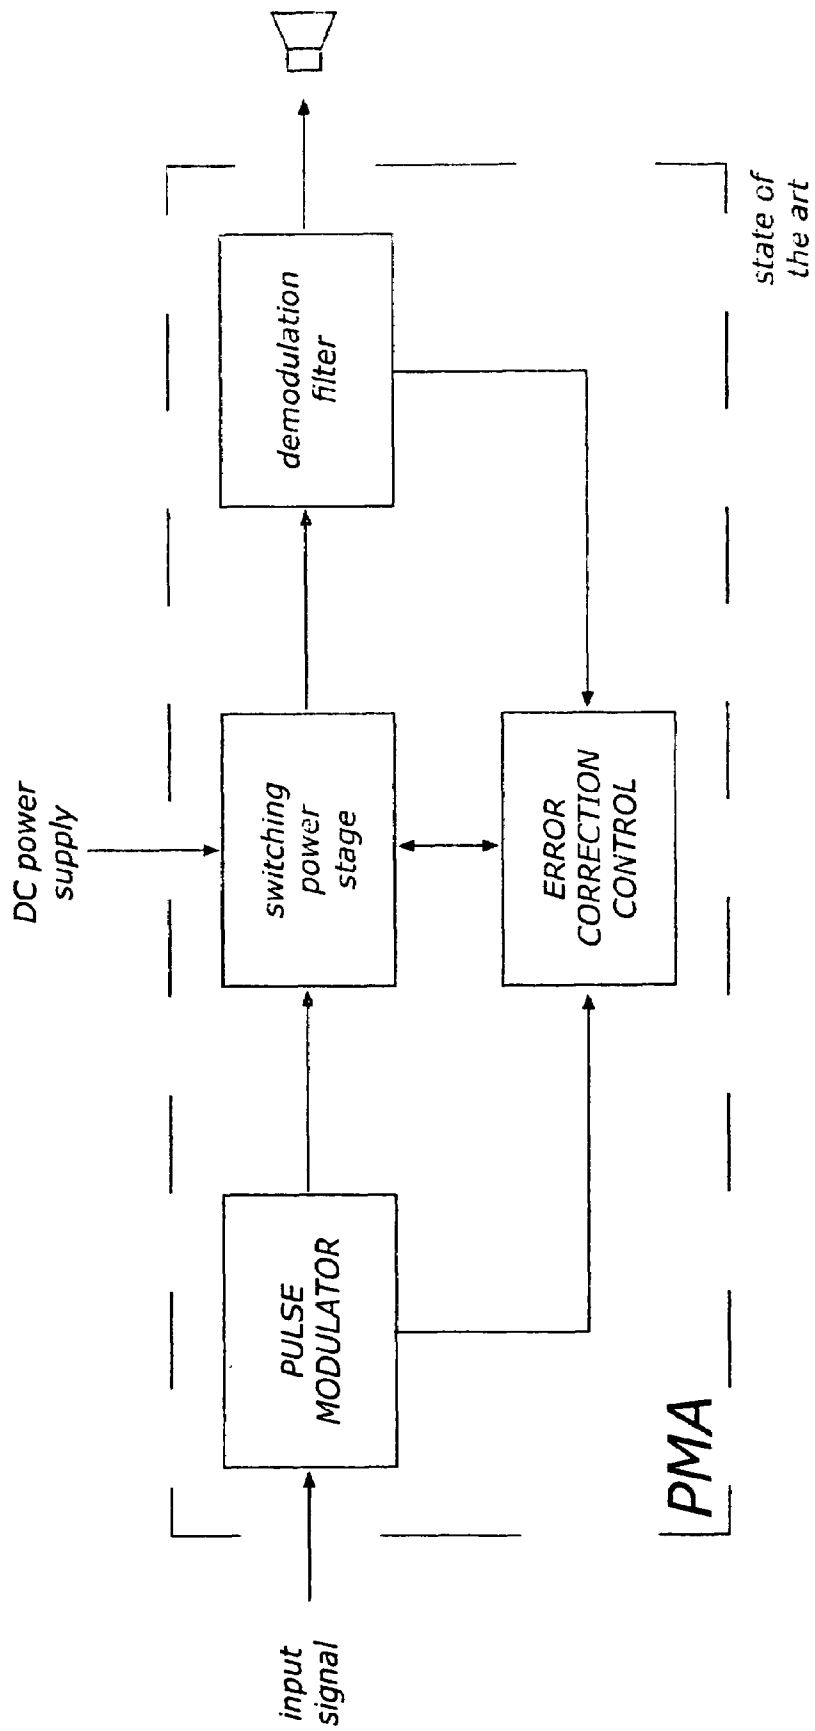 DC power
supply
input
signal
PULSE
MODULATOR
switching
power
stage
demodulation
filter
ERROR
CORRECTION
CONTROL
PMA
state of
the art